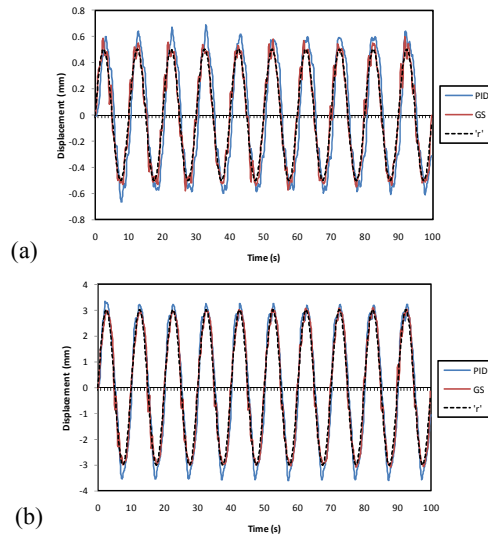 0.8
0.6
0.4
0.2
0
-0.2
-0.4
-0.6
-0.8
Displacement (mm)
0 10 20 30 40 50 60 70 80 90 100
Time (s)
PID
GS
'r'
(a)
4
3
2
1
0
-1
-2
-3
-4
Displacement (mm)
0 10 20 30 40 50 60 70 80 90 100
Time (s)
PID
GS
'r'
(b)